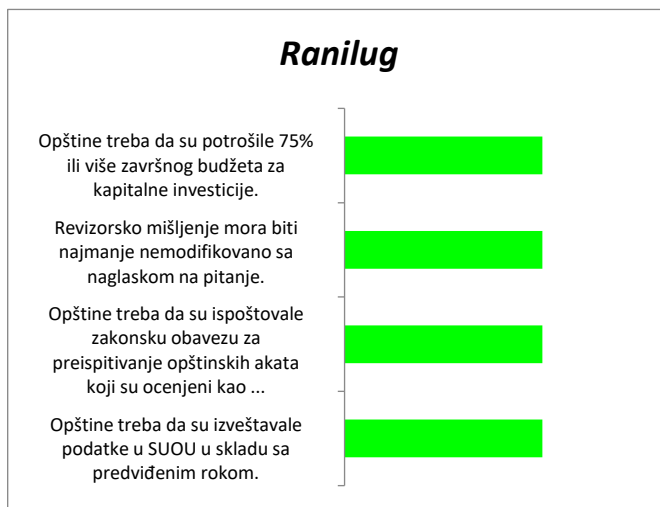 Ranilug
Opštine treba da su potrošile 75%
ili više završnog budžeta za
kapitalne investicije.
Revizorsko mišljenje mora biti
najmanje nemodifikovano sa
naglaskom na pitanje.
Opštine treba da su ispoštovale
zakonsku obavezu za
preispitivanje opštinskih akata
koji su ocenjeni kao ...
Opštine treba da su izveštavale
podatke u SUOU u skladu sa
predviđenim rokom.